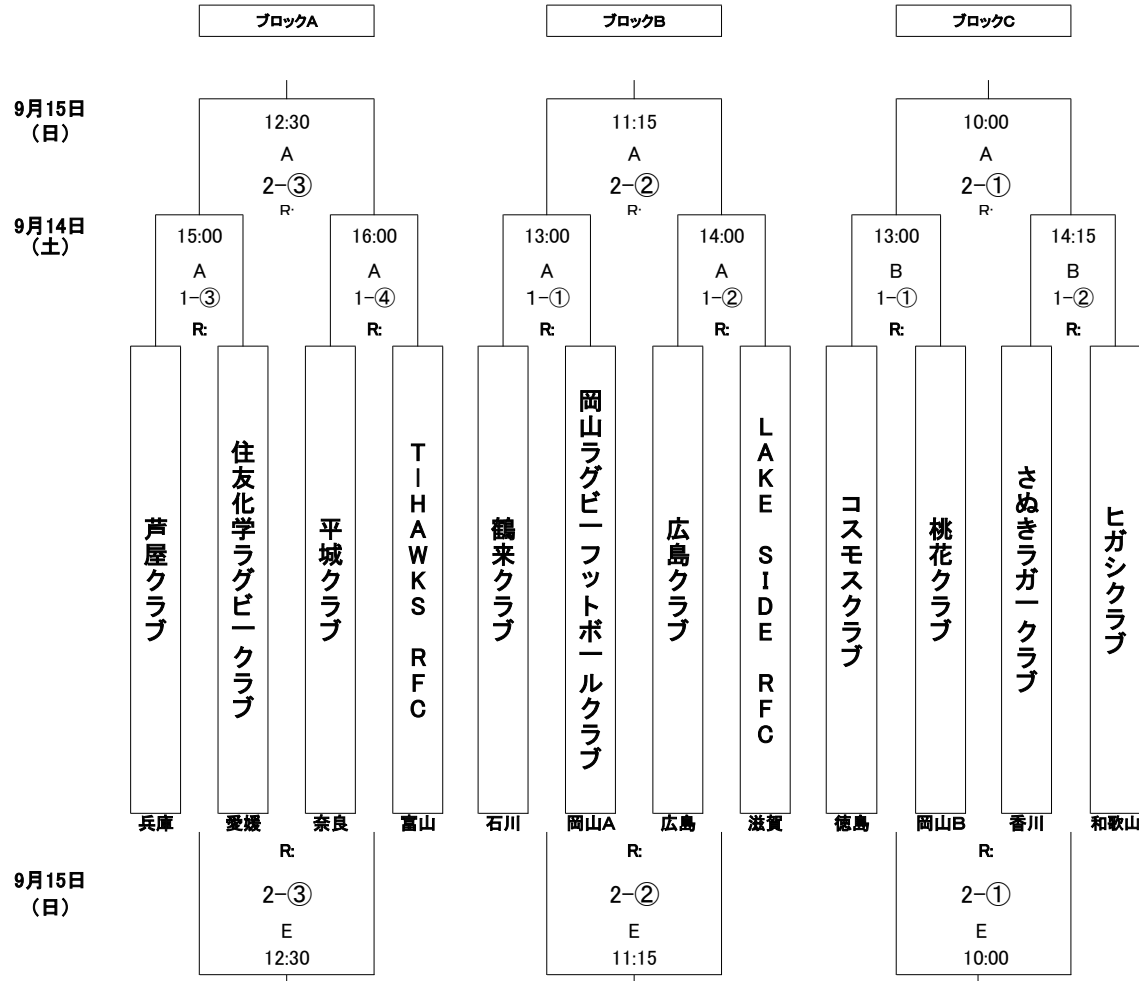 ブロックA
ブロックB
ブロックC
9月15日
(日)
12:30
A
2-③
R:
11:15
A
2-②
R:
10:00
A
2-①
R:
9月14日
(土)
15:00
A
1-③
R:
16:00
A
1-④
R:
13:00
A
1-①
R:
14:00
A
1-②
R:
13:00
B
1-①
R:
14:15
B
1-②
R:
芦屋クラブ
住友化学ラグビークラブ
平城クラブ
TIHAWKS RFC
鶴来クラブ
岡山ラグビーフットボールクラブ
広島クラブ
LAKE SIDE RFC
コスモスクラブ
桃花クラブ
さぬきラガークラブ
ヒガシクラブ
兵庫
愛媛
奈良
富山
石川
岡山A
広島
滋賀
徳島
岡山B
香川
和歌山
9月15日
(日)
R:
2-③
E
12:30
R:
2-②
E
11:15
R:
2-①
E
10:00